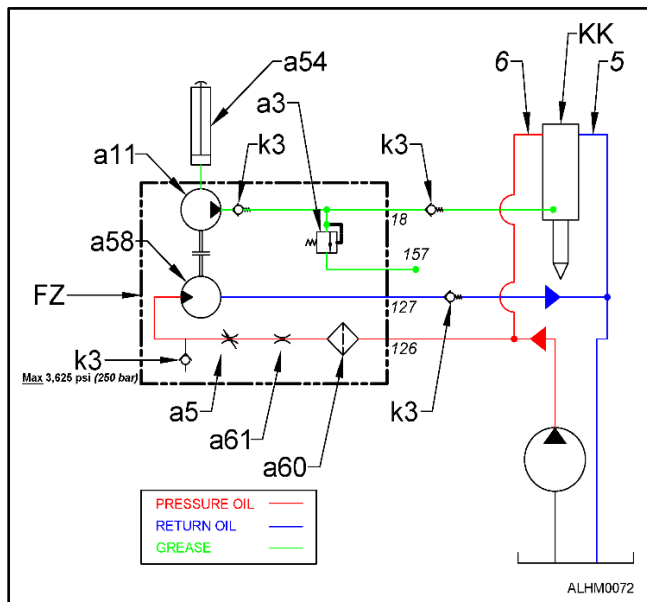 KK
6
5
a54
a3
k3
k3
a11
18
157
a58
FZ
127
126
k3
Max 3,625 psi (250 bar)
a5
k3
a61
a60
PRESSURE OIL
RETURN OIL
GREASE
ALHM0072